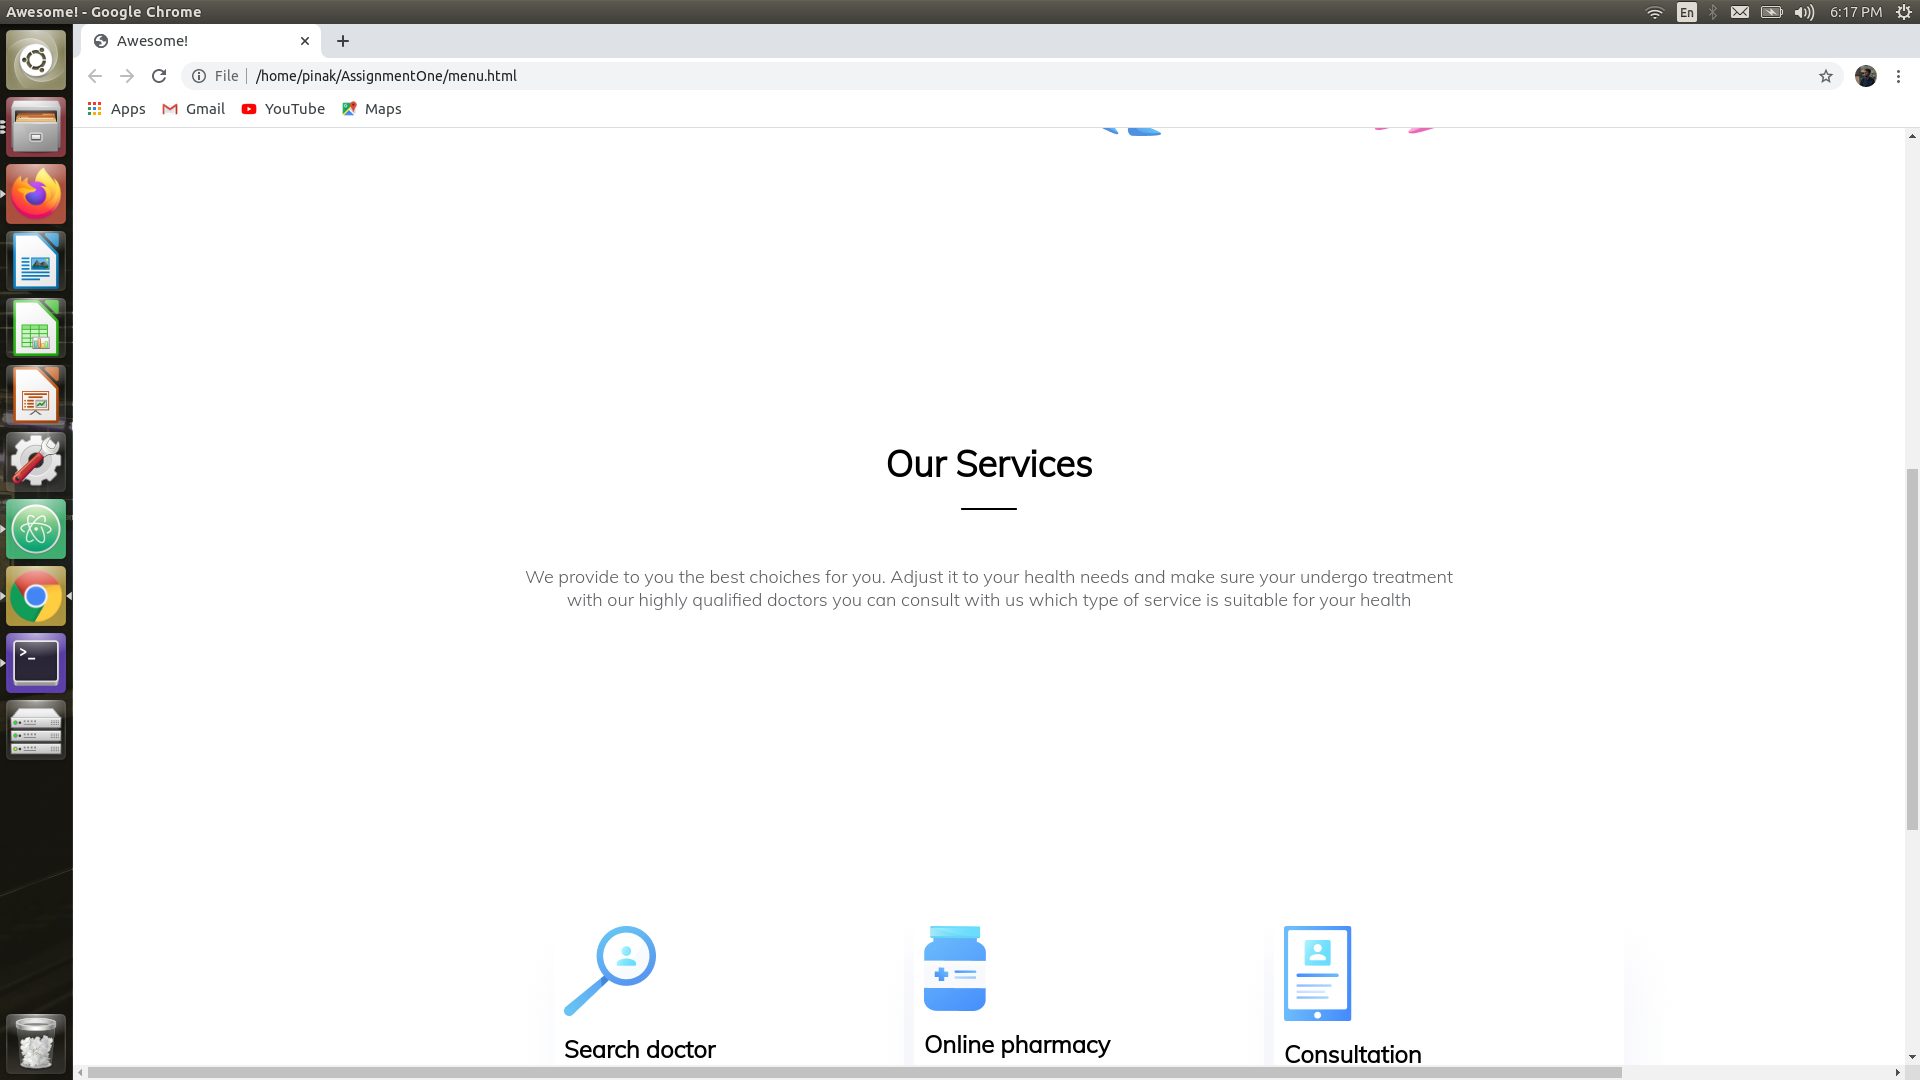 Awesome! - Google Chrome
En
6:17 PM
Awesome!
File
/home/pinak/AssignmentOne/menu.html
Apps
Gmail
YouTube
Maps
Our Services
We provide to you the best choiches for you. Adjust it to your health needs and make sure your undergo treatment
with our highly qualified doctors you can consult with us which type of service is suitable for your health
Search doctor
Online pharmacy
Consultation